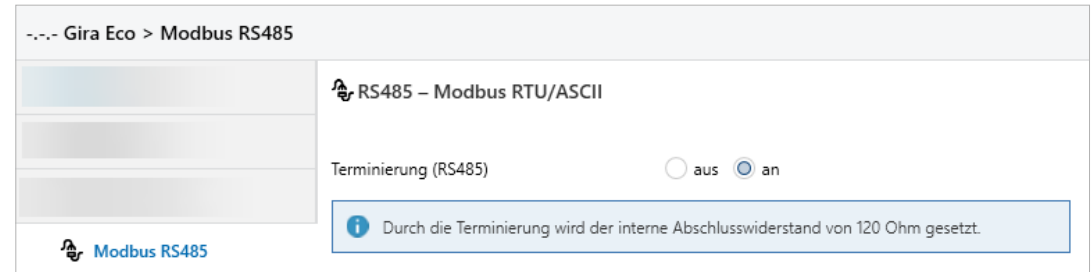 -.-.- Gira Eco > Modbus RS485
RS485 – Modbus RTU/ASCII
Terminierung (RS485) aus an
Durch die Terminierung wird der interne Abschlusswiderstand von 120 Ohm gesetzt.
Modbus RS485